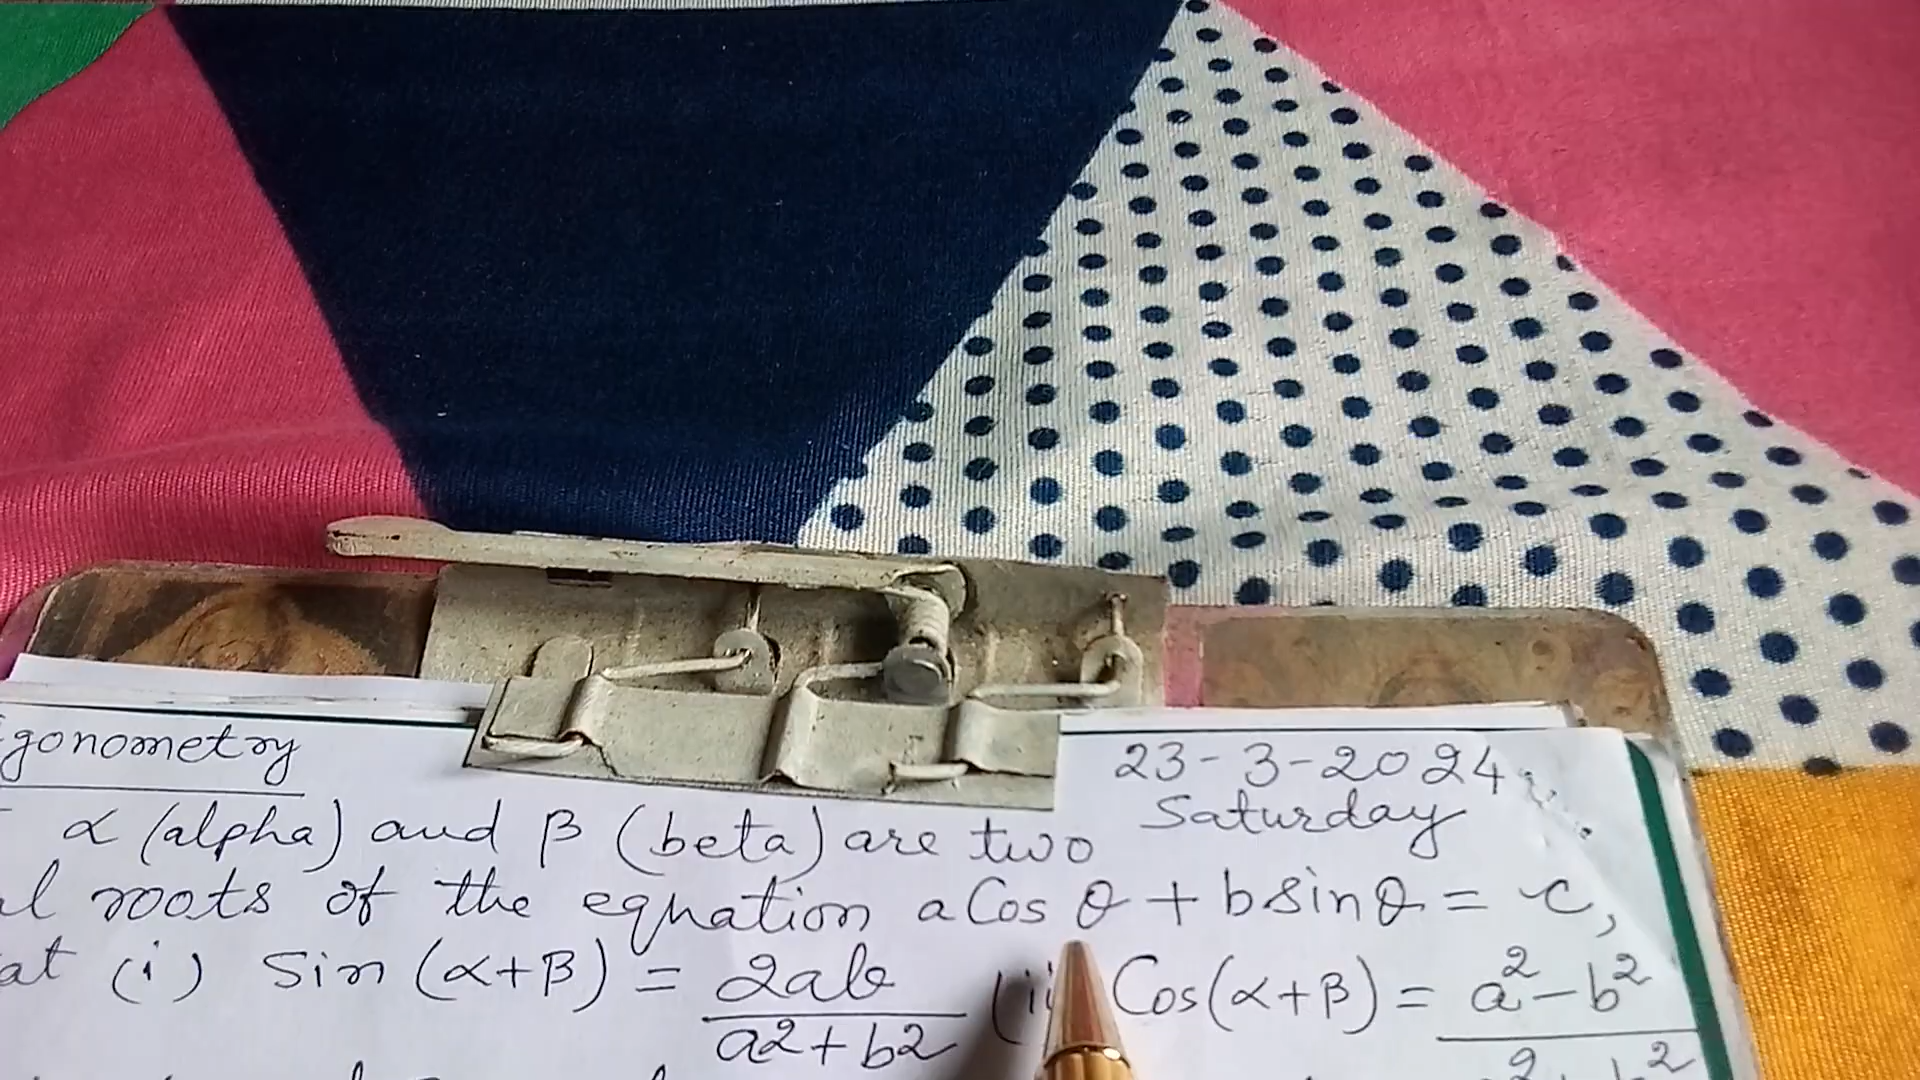 gonometry
23-3-2024
Saturday
α (alpha) and β (beta) are two
roots of the equation a Cos θ + b sin θ = c,
(i) Sin (α+β) = 2ab / a2+b2 (ii) Cos(α+β) = a2-b2